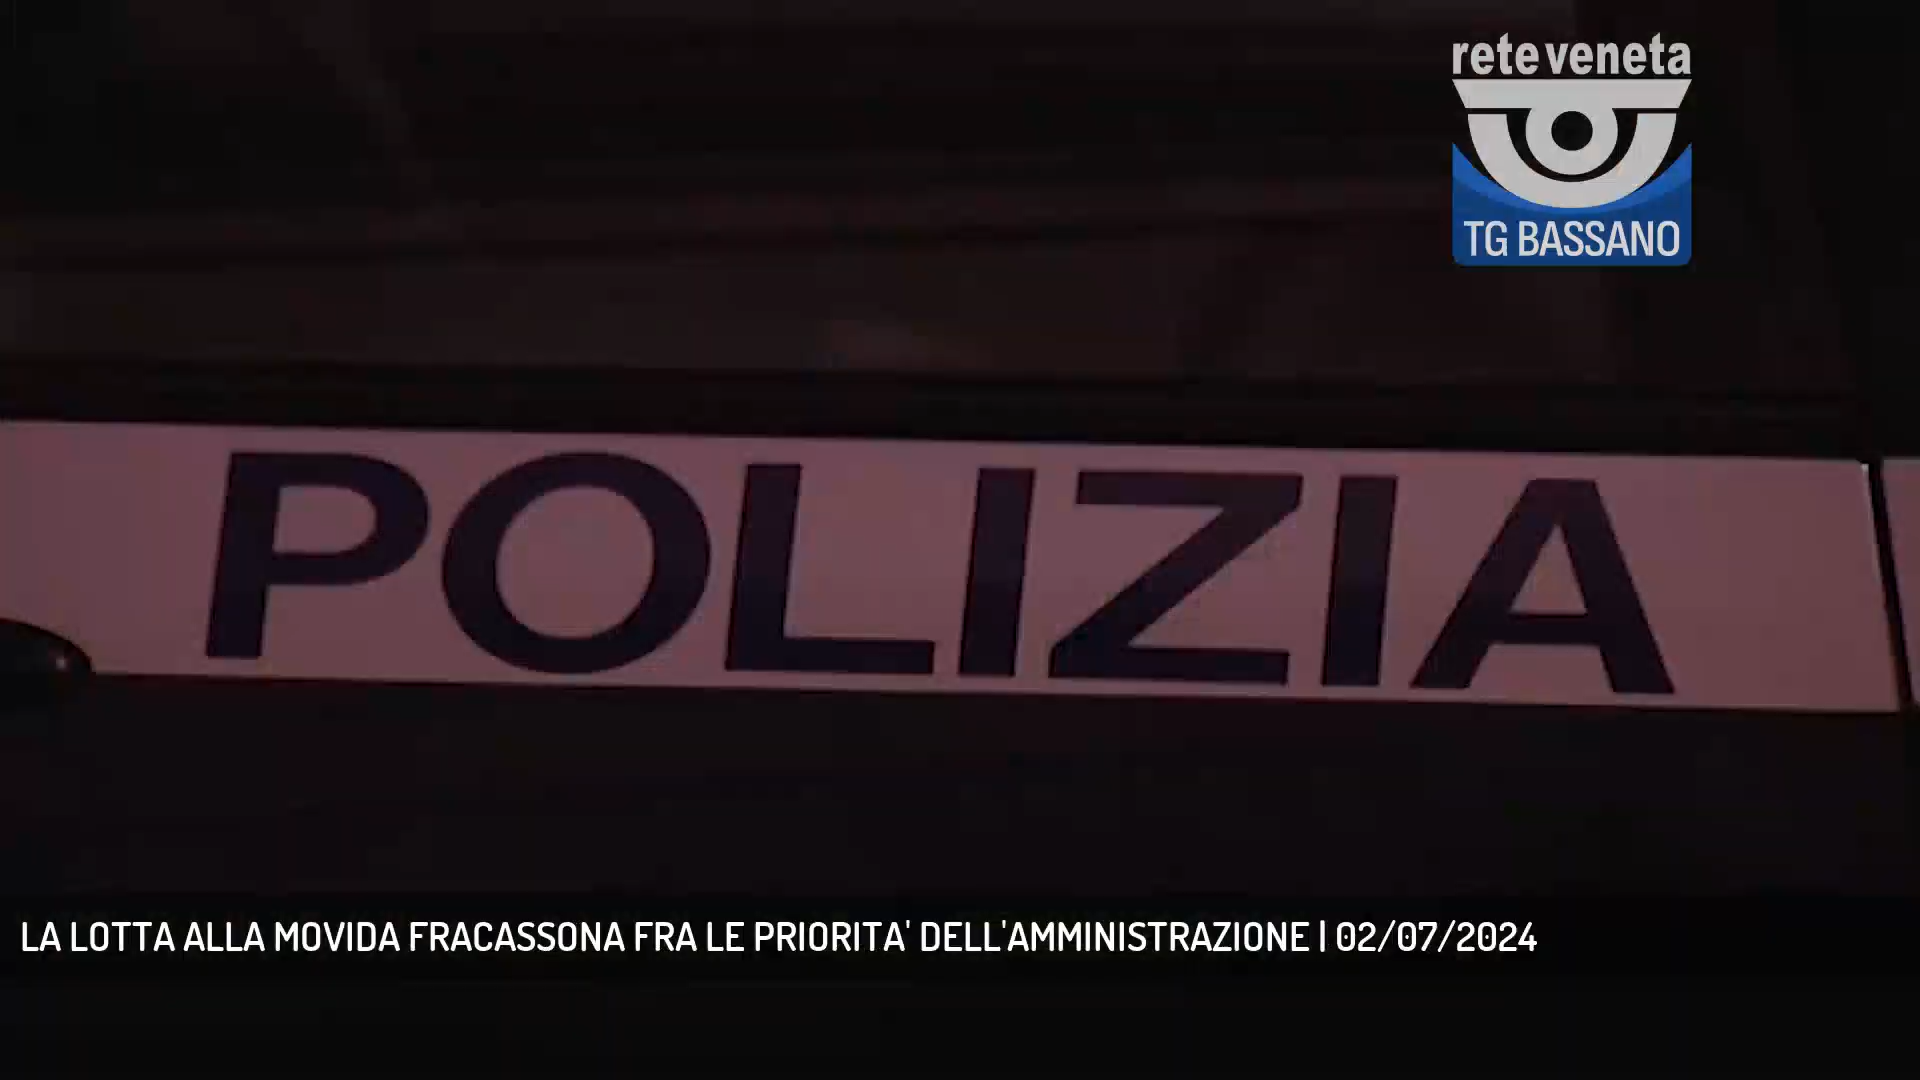 rete veneta
TG BASSANO
POLIZIA
LA LOTTA ALLA MOVIDA FRACASSONA FRA LE PRIORITA' DELL'AMMINISTRAZIONE | 02/07/2024